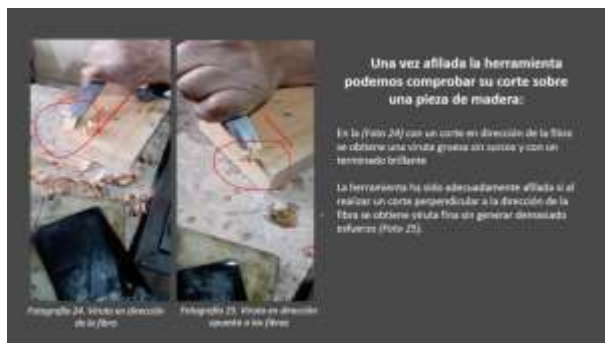 Una vez afilada la herramienta
podemos comprobar su corte sobre
una pieza de madera:
En la (Foto 24) con un corte en dirección de la fibra
se obtiene una viruta gruesa sin surcos y con un
terminado brillante
La herramienta ha sido adecuadamente afilada si al
realizar un corte perpendicular a la dirección de la
fibra se obtiene viruta fina sin generar demasiado
esfuerzo (Foto 25).
Fotografía 24. Viruta en dirección
de la fibra
Fotografía 25. Viruta en dirección
opuesta a las fibras